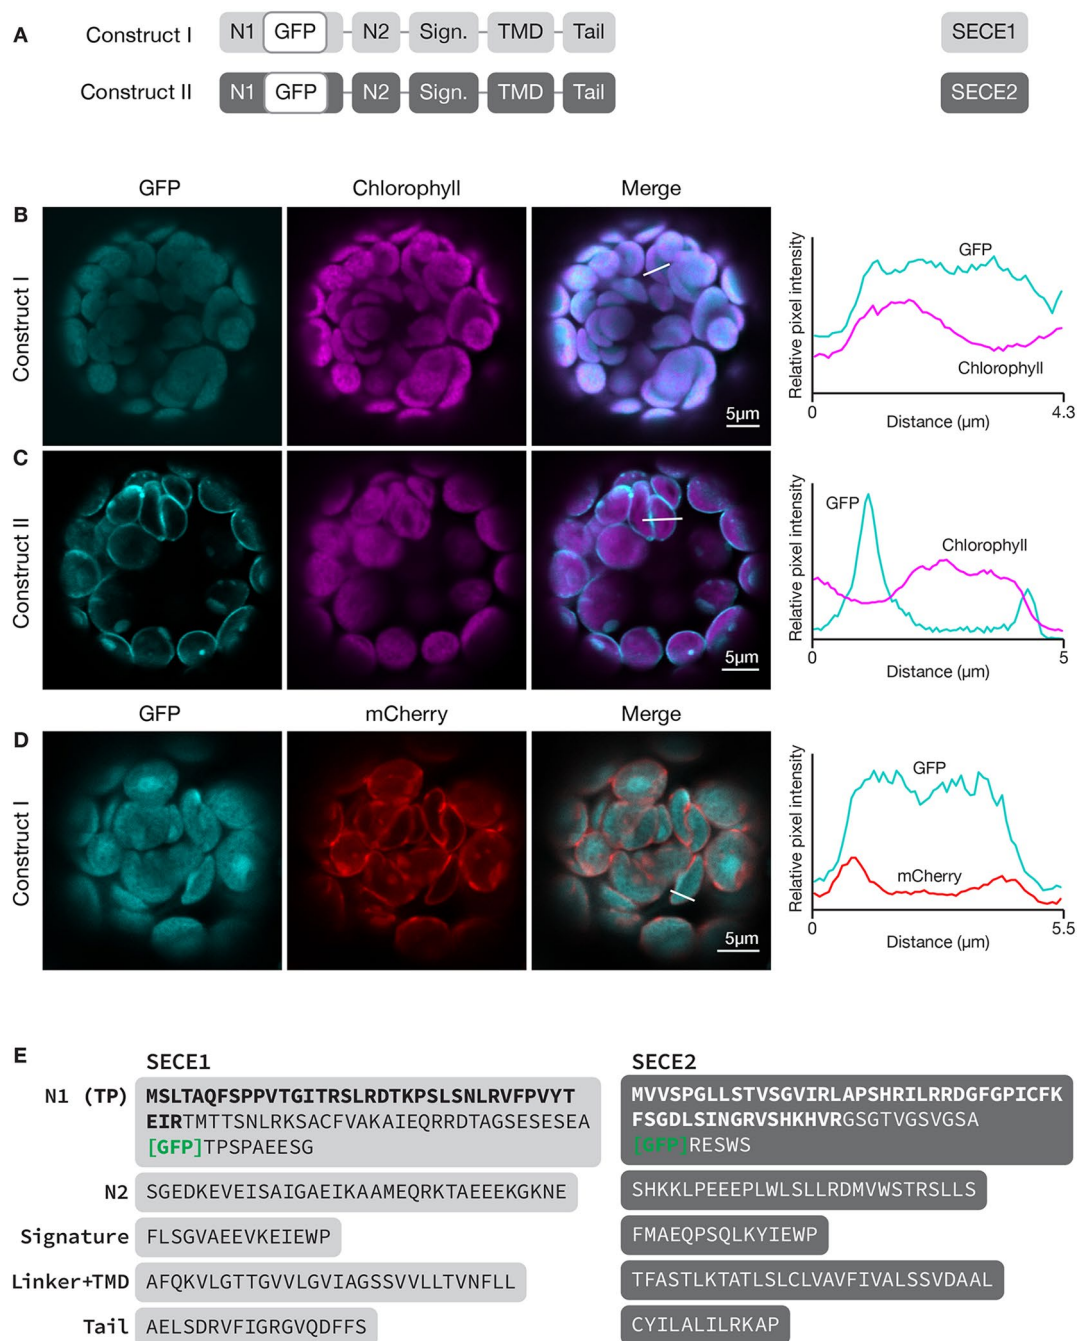 A
Construct I
N1 GFP N2 Sign. TMD Tail
SECE1
Construct II
N1 GFP N2 Sign. TMD Tail
SECE2
GFP
Chlorophyll
Merge
B
Construct I
5µm
Relative pixel intensity
GFP
Chlorophyll
0
4.3
Distance (µm)
C
Construct II
5µm
Relative pixel intensity
GFP
Chlorophyll
0
5
Distance (µm)
GFP
mCherry
Merge
D
Construct I
5µm
Relative pixel intensity
GFP
mCherry
0
5.5
Distance (µm)
E
SECE1
SECE2
N1 (TP)
MSLTAQFSPPVTGITRSLRDTKPSLSNLRVFPVYT
EIRTMTTSNLRKSACFVAKAIEQRRDTAGSESESEA
[GFP]TPSPAEESG
MVVSPGLLSTVSGVIRLAPSHRILRRDGFGPICFK
FSGDLSINGRVSHKHVRGSGTVGSVGSA
[GFP]RESWS
N2
SGEDKEVEISAIGAEIKAAMEQRKTAEEEKGKNE
SHKKLPEEEPLWLSLLRDMVWSTRSLLS
Signature
FLSGVAEEVKEIEWP
FMAEQPSQLKYIEWP
Linker+TMD
AFQKVLGTTGVVLGVIAGSSVVLLTVNFLL
TFASTLKTATLSLCLVAVFIVALSSVDAAL
Tail
AELSDRVFIGRGVQDFFS
CYILALILRKAP